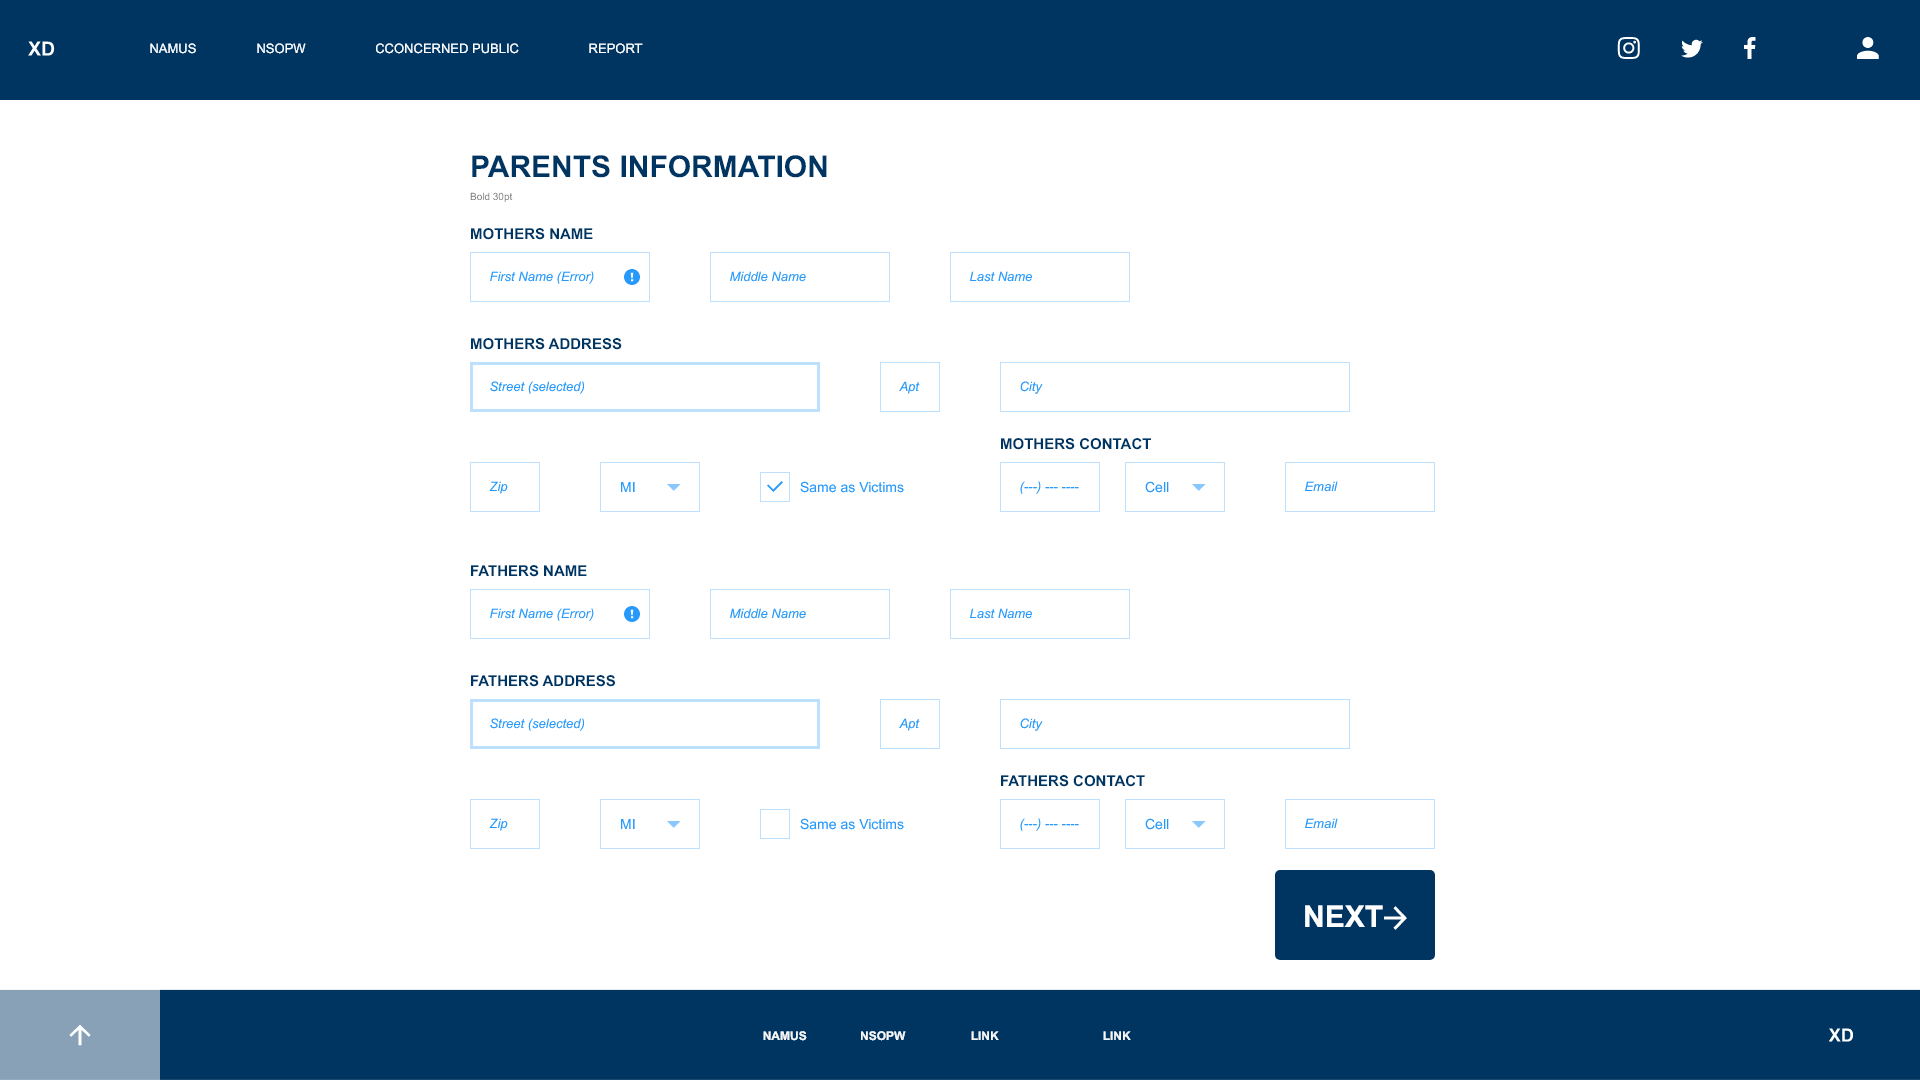 XD NAMUS NSOPW CCONCERNED PUBLIC REPORT
PARENTS INFORMATION
Bold 30pt
MOTHERS NAME
First Name (Error) Middle Name Last Name
MOTHERS ADDRESS
Street (selected) Apt City
MOTHERS CONTACT
Zip MI Same as Victims (---) --- ---- Cell Email
FATHERS NAME
First Name (Error) Middle Name Last Name
FATHERS ADDRESS
Street (selected) Apt City
FATHERS CONTACT
Zip MI Same as Victims (---) --- ---- Cell Email
NEXT
NAMUS NSOPW LINK LINK XD